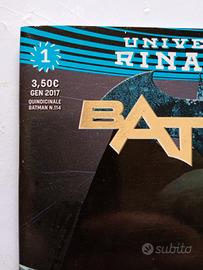 UNIVE
RINA
1
3,50€
GEN 2017
QUINDICINALE
BATMAN N.114
BAT
subito